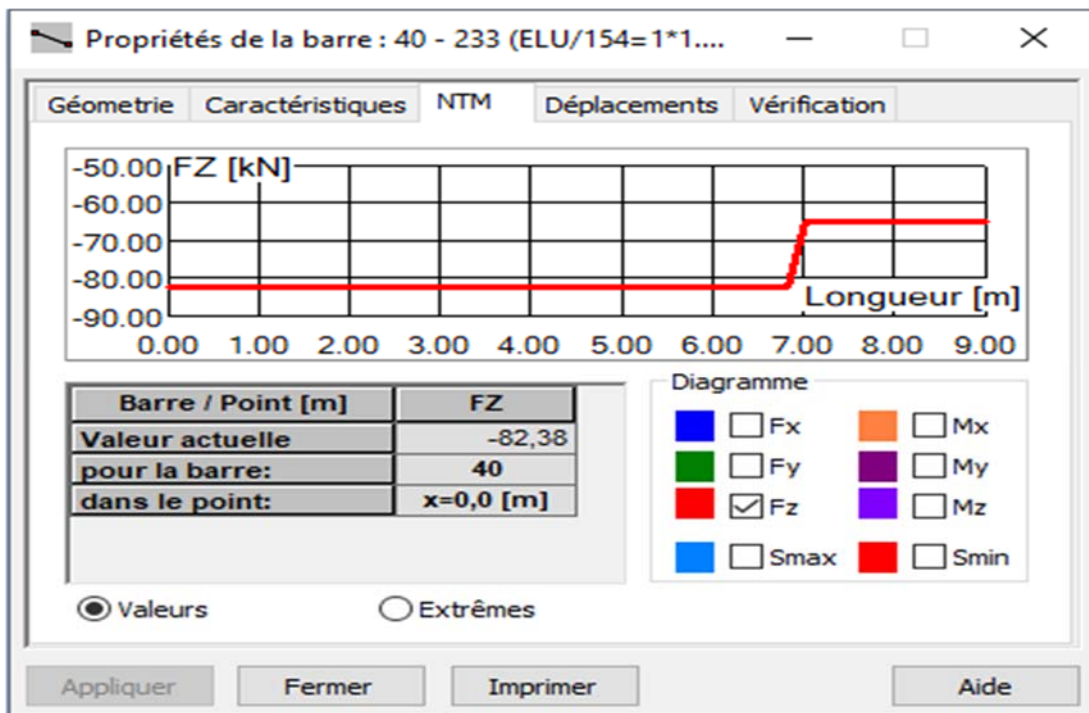 Propriétés de la barre : 40 - 233 (ELU/154=1*1....
Géometrie Caractéristiques NTM Déplacements Vérification
-50.00 FZ [kN]
-60.00
-70.00
-80.00
Longueur [m]
-90.00
0.00 1.00 2.00 3.00 4.00 5.00 6.00 7.00 8.00 9.00
Barre / Point [m] FZ
Valeur actuelle -82,38
pour la barre: 40
dans le point: x=0,0 [m]
Diagramme
Fx Mx
Fy My
Fz Mz
Smax Smin
Valeurs Extrêmes
Appliquer Fermer Imprimer Aide